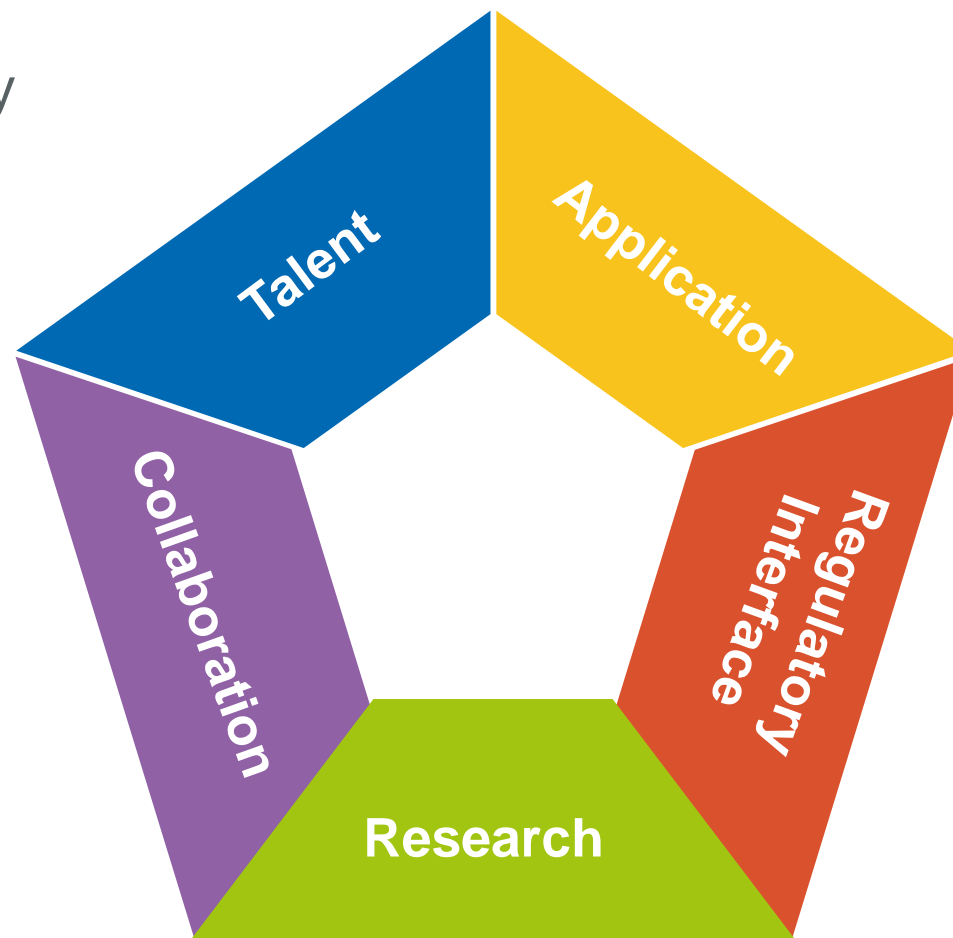 y
Talent
Application
Regulatory
Interface
Collaboration
Research